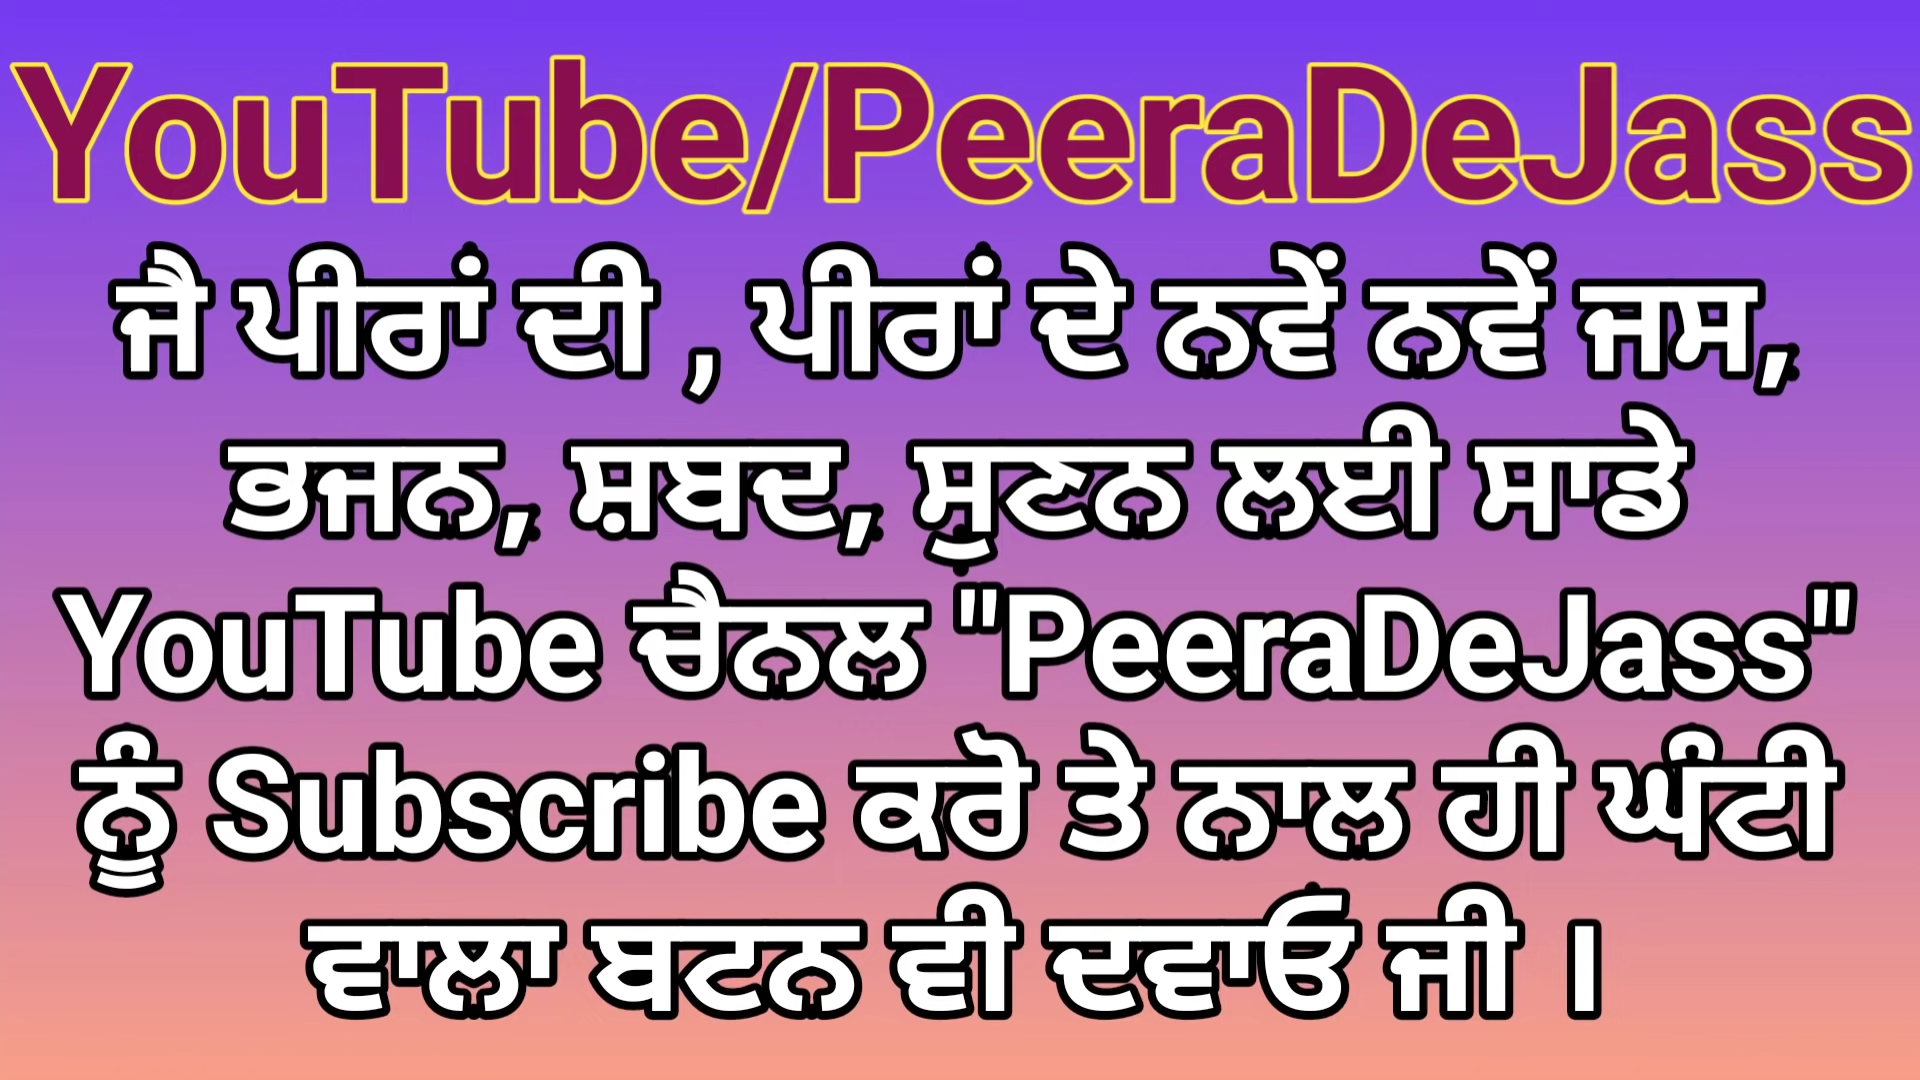 YouTube/PeeraDeJass
ਜੈ ਪੀਰਾਂ ਦੀ , ਪੀਰਾਂ ਦੇ ਨਵੇਂ ਨਵੇਂ ਜਸ,
ਭਜਨ, ਸ਼ਬਦ, ਸੁਣਨ ਲਈ ਸਾਡੇ
YouTube ਚੈਨਲ "PeeraDeJass"
ਨੂੰ Subscribe ਕਰੋ ਤੇ ਨਾਲ ਹੀ ਘੰਟੀ
ਵਾਲਾ ਬਟਨ ਵੀ ਦਵਾਓਂ ਜੀ ।